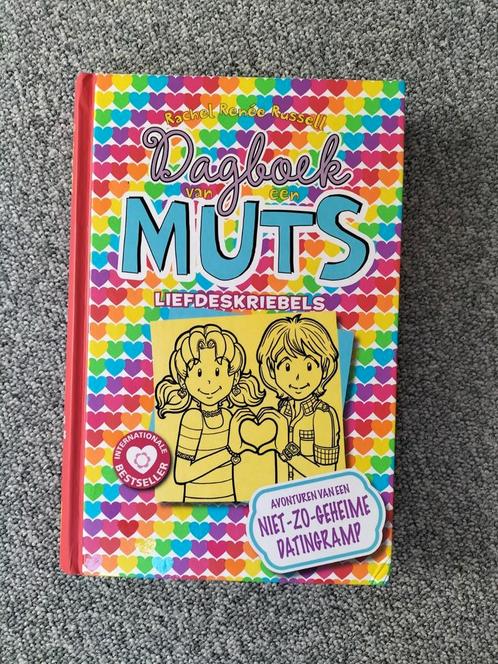 Rachel Renée Russell
Dagboek
van een
MUTS
LIEFDESKRIEBELS
INTERNATIONALE
BESTSELLER
AVONTUREN VAN EEN
NIET-ZO-GEHEIME
DATINGRAMP